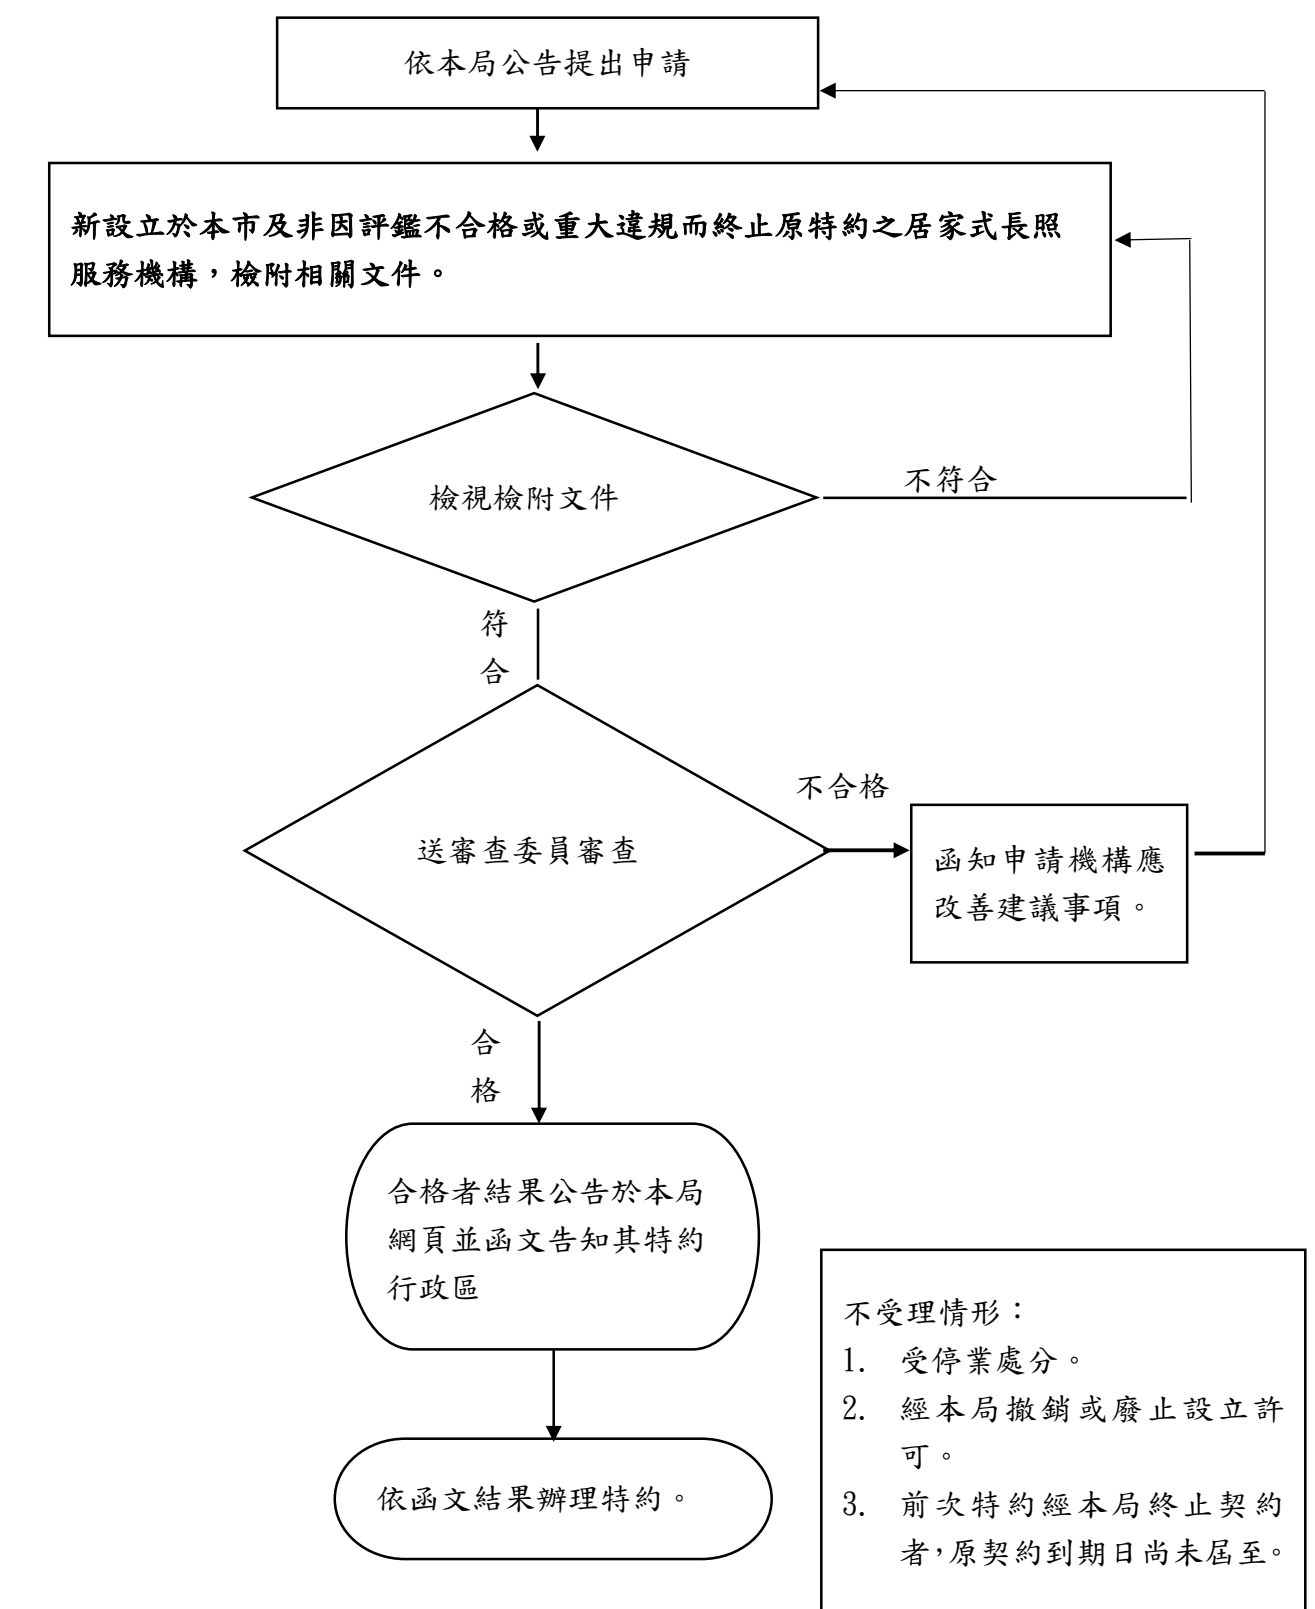 依本局公告提出申請
新設立於本市及非因評鑑不合格或重大違規而終止原特約之居家式長照
服務機構，檢附相關文件。
檢視檢附文件
不符合
符
合
送審查委員審查
不合格
函知申請機構應
改善建議事項。
合
格
合格者結果公告於本局
網頁並函文告知其特約
行政區
依函文結果辦理特約。
不受理情形：
1. 受停業處分。
2. 經本局撤銷或廢止設立許
可。
3. 前次特約經本局終止契約
者，原契約到期日尚未屆至。